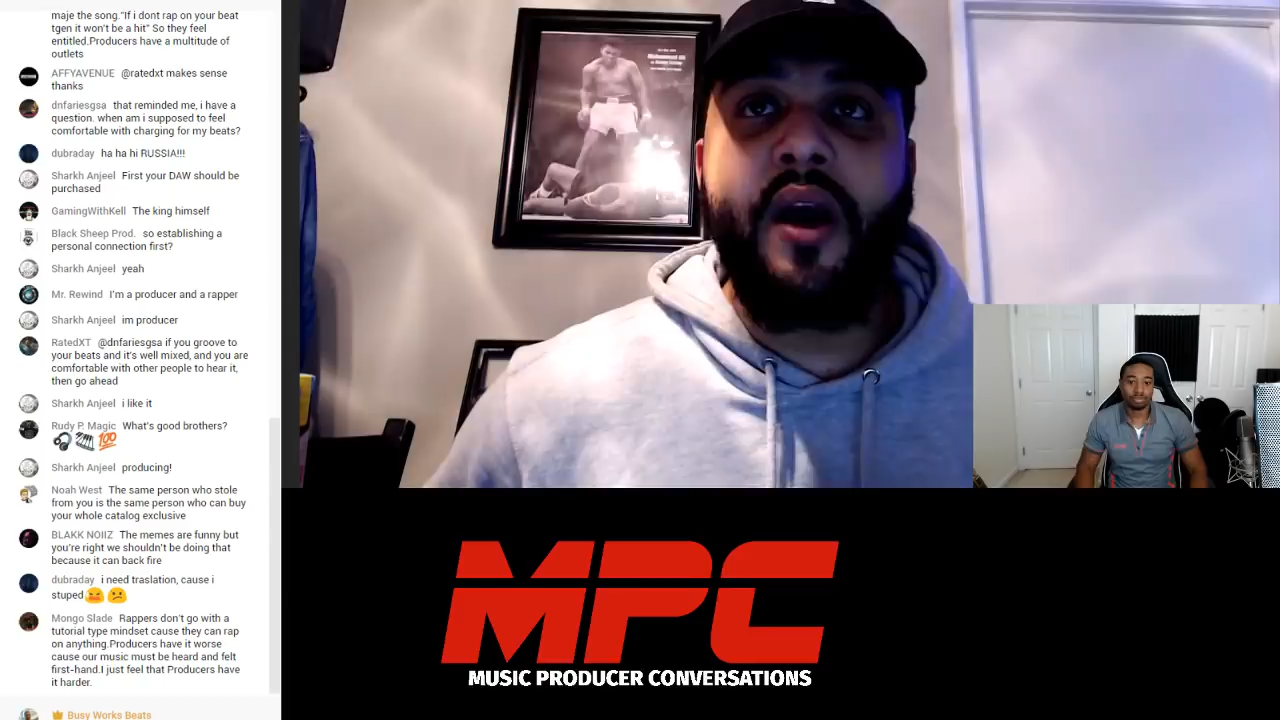 maje the song."If i dont rap on your beat
tgen it won't be a hit" So they feel
entitled.Producers have a multitude of
outlets
AFFYAVENUE @ratedxt makes sense
thanks
dnfariesgsa that reminded me, i have a
question. when am i supposed to feel
comfortable with charging for my beats?
dubraday ha ha hi RUSSIA!!!
Sharkh Anjeel First your DAW should be
purchased
GamingWithKell The king himself
Black Sheep Prod. so establishing a
personal connection first?
Sharkh Anjeel yeah
Mr. Rewind I'm a producer and a rapper
Sharkh Anjeel im producer
RatedXT @dnfariesgsa if you groove to
your beats and it's well mixed, and you are
comfortable with other people to hear it,
then go ahead
Sharkh Anjeel i like it
Rudy P. Magic What's good brothers?
🎧🎹💯
Sharkh Anjeel producing!
Noah West The same person who stole
from you is the same person who can buy
your whole catalog exclusive
BLAKK NOIIZ The memes are funny but
you're right we shouldn't be doing that
because it can back fire
dubraday i need traslation, cause i
stuped😝😕
Mongo Slade Rappers don't go with a
tutorial type mindset cause they can rap
on anything.Producers have it worse
cause our music must be heard and felt
first-hand.I just feel that Producers have
it harder.
Busy Works Beats
MPC
MUSIC PRODUCER CONVERSATIONS